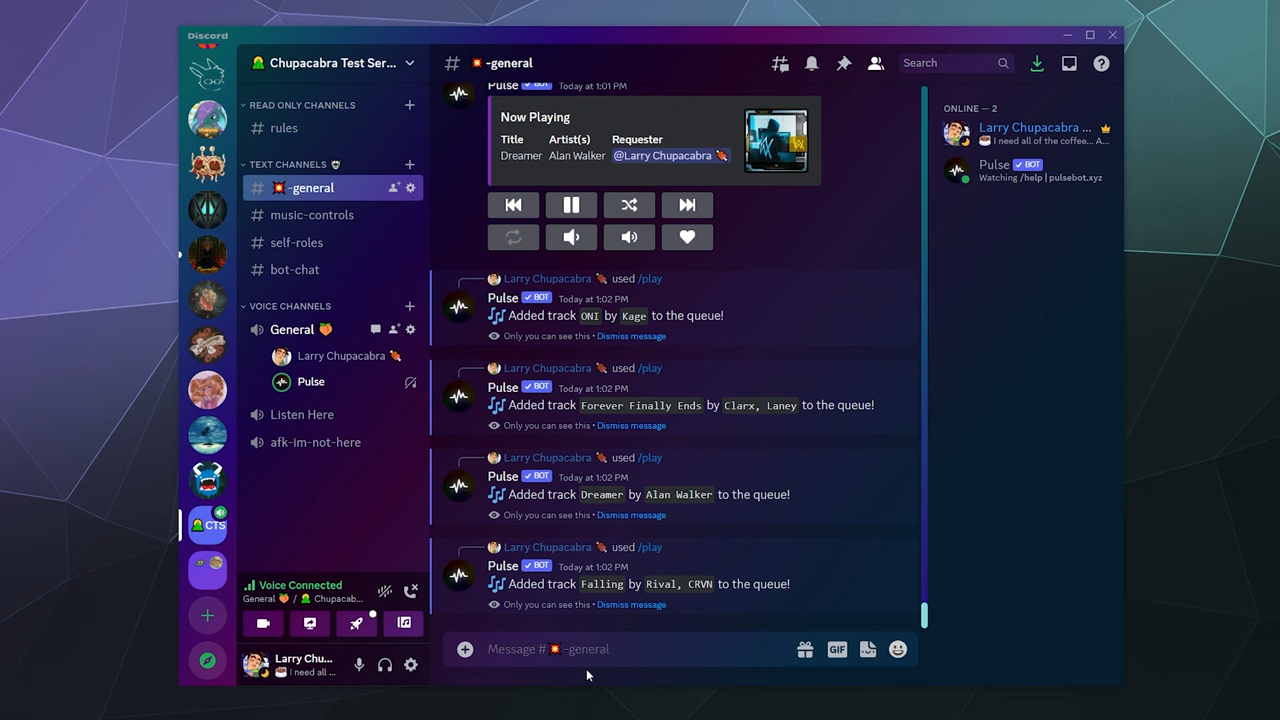 Discord
Chupacabra Test Ser...
READ ONLY CHANNELS
rules
TEXT CHANNELS
# 💥-general
music-controls
self-roles
bot-chat
VOICE CHANNELS
General 🍑
Larry Chupacabra
Pulse
Listen Here
afk-im-not-here
CTS
Voice Connected
General 🍑 / Chupacab...
Larry Chu...
I need all ...
# 💥-general
Search
Pulse ✓ BOT Today at 1:01 PM
Now Playing
Title Artist(s) Requester
Dreamer Alan Walker @Larry Chupacabra
Larry Chupacabra used /play
Pulse ✓ BOT Today at 1:02 PM
Added track ONI by Kage to the queue!
Only you can see this • Dismiss message
Larry Chupacabra used /play
Pulse ✓ BOT Today at 1:02 PM
Added track Forever Finally Ends by Clarx, Laney to the queue!
Only you can see this • Dismiss message
Larry Chupacabra used /play
Pulse ✓ BOT Today at 1:02 PM
Added track Dreamer by Alan Walker to the queue!
Only you can see this • Dismiss message
Larry Chupacabra used /play
Pulse ✓ BOT Today at 1:02 PM
Added track Falling by Rival, CRVN to the queue!
Only you can see this • Dismiss message
Message #💥-general
GIF
ONLINE — 2
Larry Chupacabra ...
I need all of the coffee... A...
Pulse ✓ BOT
Watching /help | pulsebot.xyz